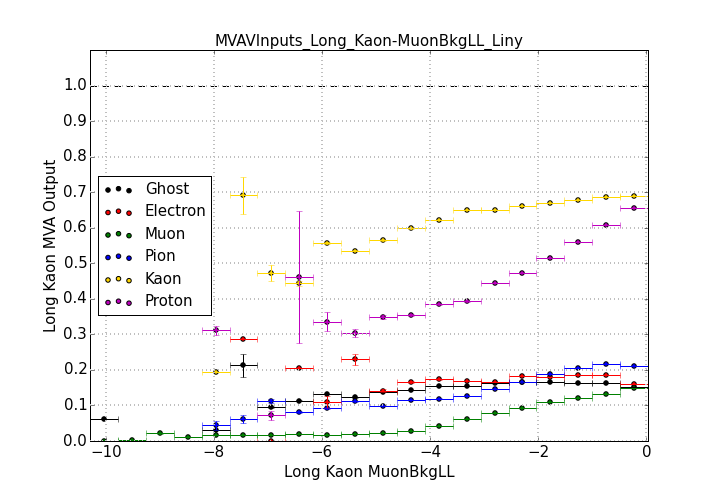 MVAVInputs_Long_Kaon-MuonBkgLL_Liny
1.0
0.9
0.8
0.7
0.6
0.5
0.4
0.3
0.2
0.1
0.0
Long Kaon MVA Output
Ghost
Electron
Muon
Pion
Kaon
Proton
−10 −8 −6 −4 −2 0
Long Kaon MuonBkgLL